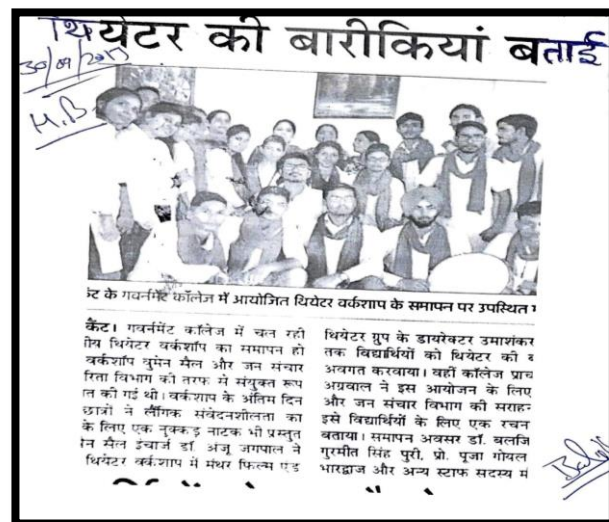 थियेटर की बारीकियां बताई
30/09/2017
H.B
ंट के गवर्नमेंट कॉलेज में आयोजित थियेटर वर्कशाप के समापन पर उपस्थित
कैंट। गवर्नमेंट कॉलेज में चल रही
ीय थियेटर वर्कशॉप का समापन हो
वर्कशॉप वुमेन सैल और जन संचार
रिता विभाग की तरफ से संयुक्त रूप
त की गई थी। वर्कशाप के अंतिम दिन
छात्रों ने लैंगिक संवेदनशीलता का
के लिए एक नुक्कड़ नाटक भी प्रस्तुत
ेन सैल इंचार्ज डॉ. अंजू जगपाल ने
थियेटर वर्कशाप में मंथर फिल्म एंड
थियेटर ग्रुप के डायरेक्टर उमाशंकर
तक विद्यार्थियों को थियेटर की ब
अवगत करवाया। वहीं कॉलेज प्राच
अग्रवाल ने इस आयोजन के लिए
और जन संचार विभाग की सराहन
इसे विद्यार्थियों के लिए एक रचन
बताया। समापन अवसर डॉ. बलजि
गुरमीत सिंह पुरी, प्रो. पूजा गोयल
भारद्वाज और अन्य स्टाफ सदस्य म